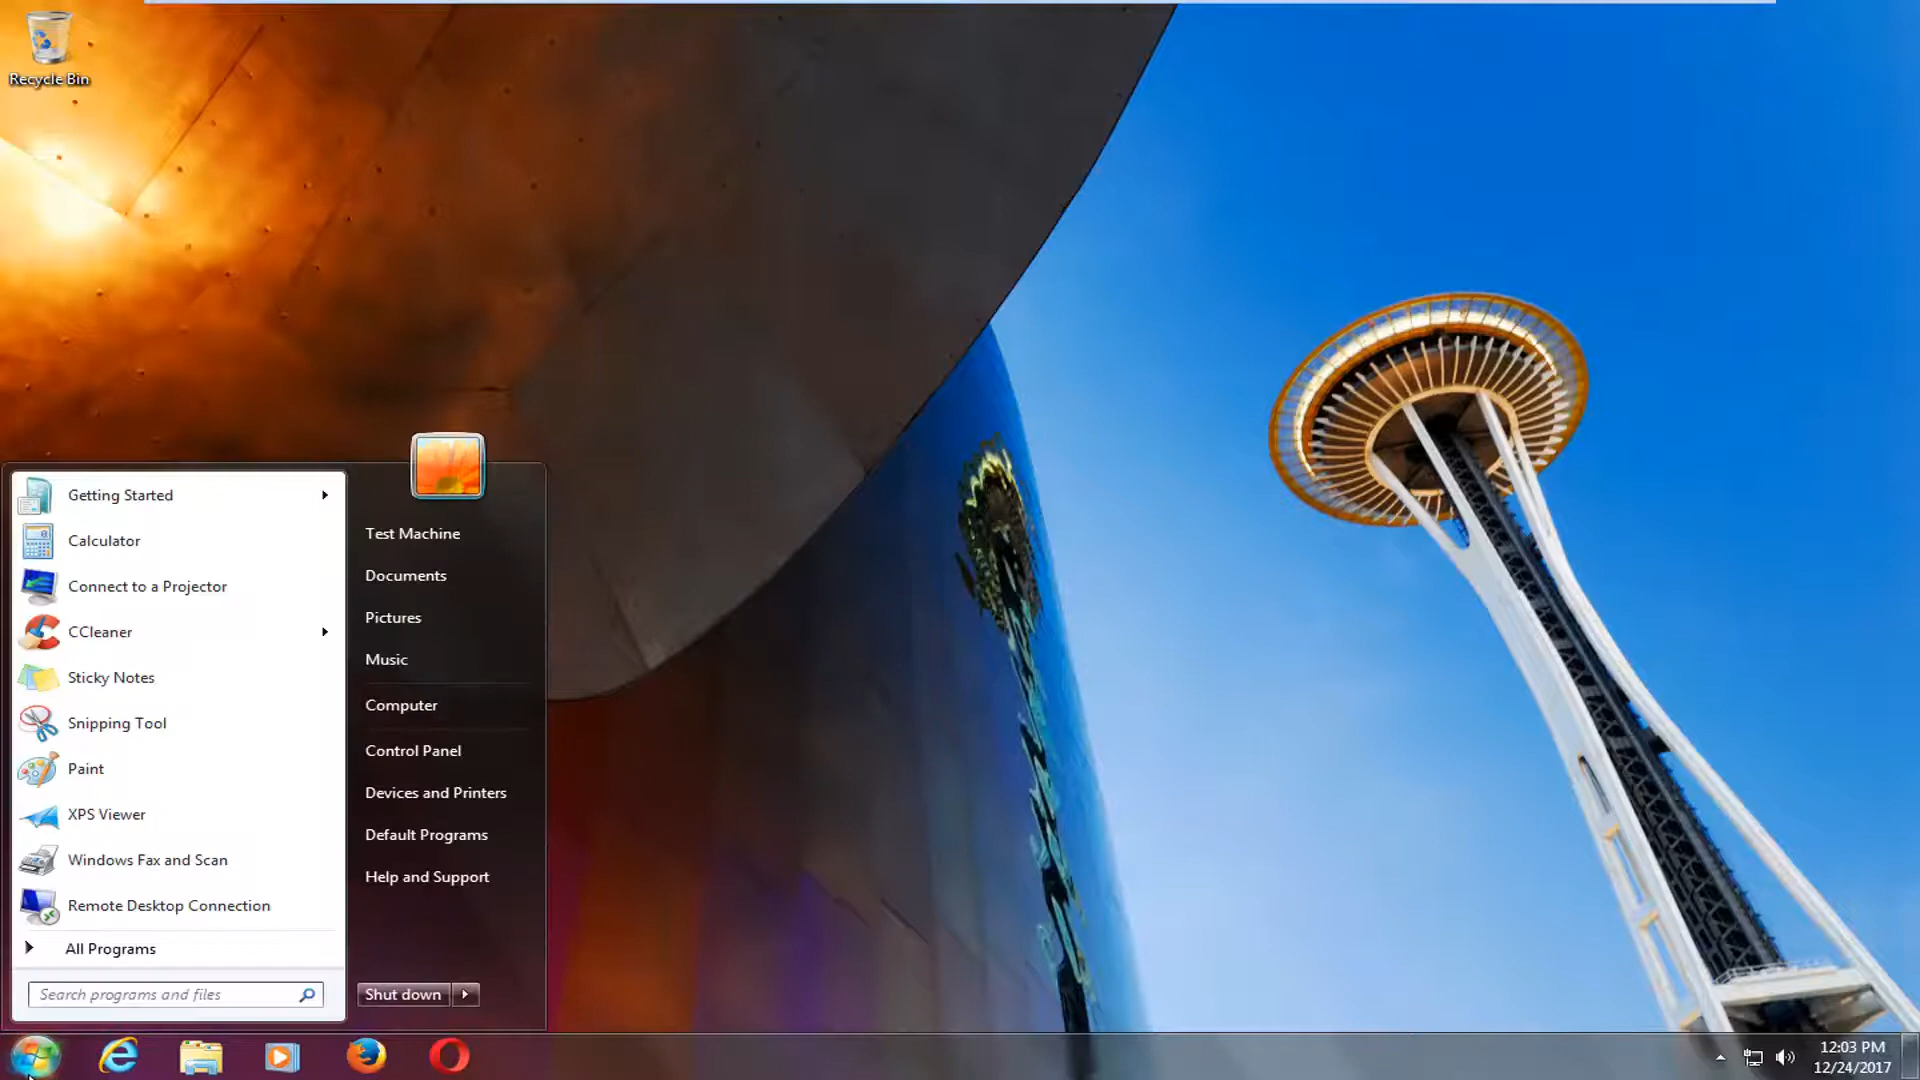 Recycle Bin
Getting Started
Calculator
Connect to a Projector
CCleaner
Sticky Notes
Snipping Tool
Paint
XPS Viewer
Windows Fax and Scan
Remote Desktop Connection
All Programs
Search programs and files
Test Machine
Documents
Pictures
Music
Computer
Control Panel
Devices and Printers
Default Programs
Help and Support
Shut down
12:03 PM
12/24/2017